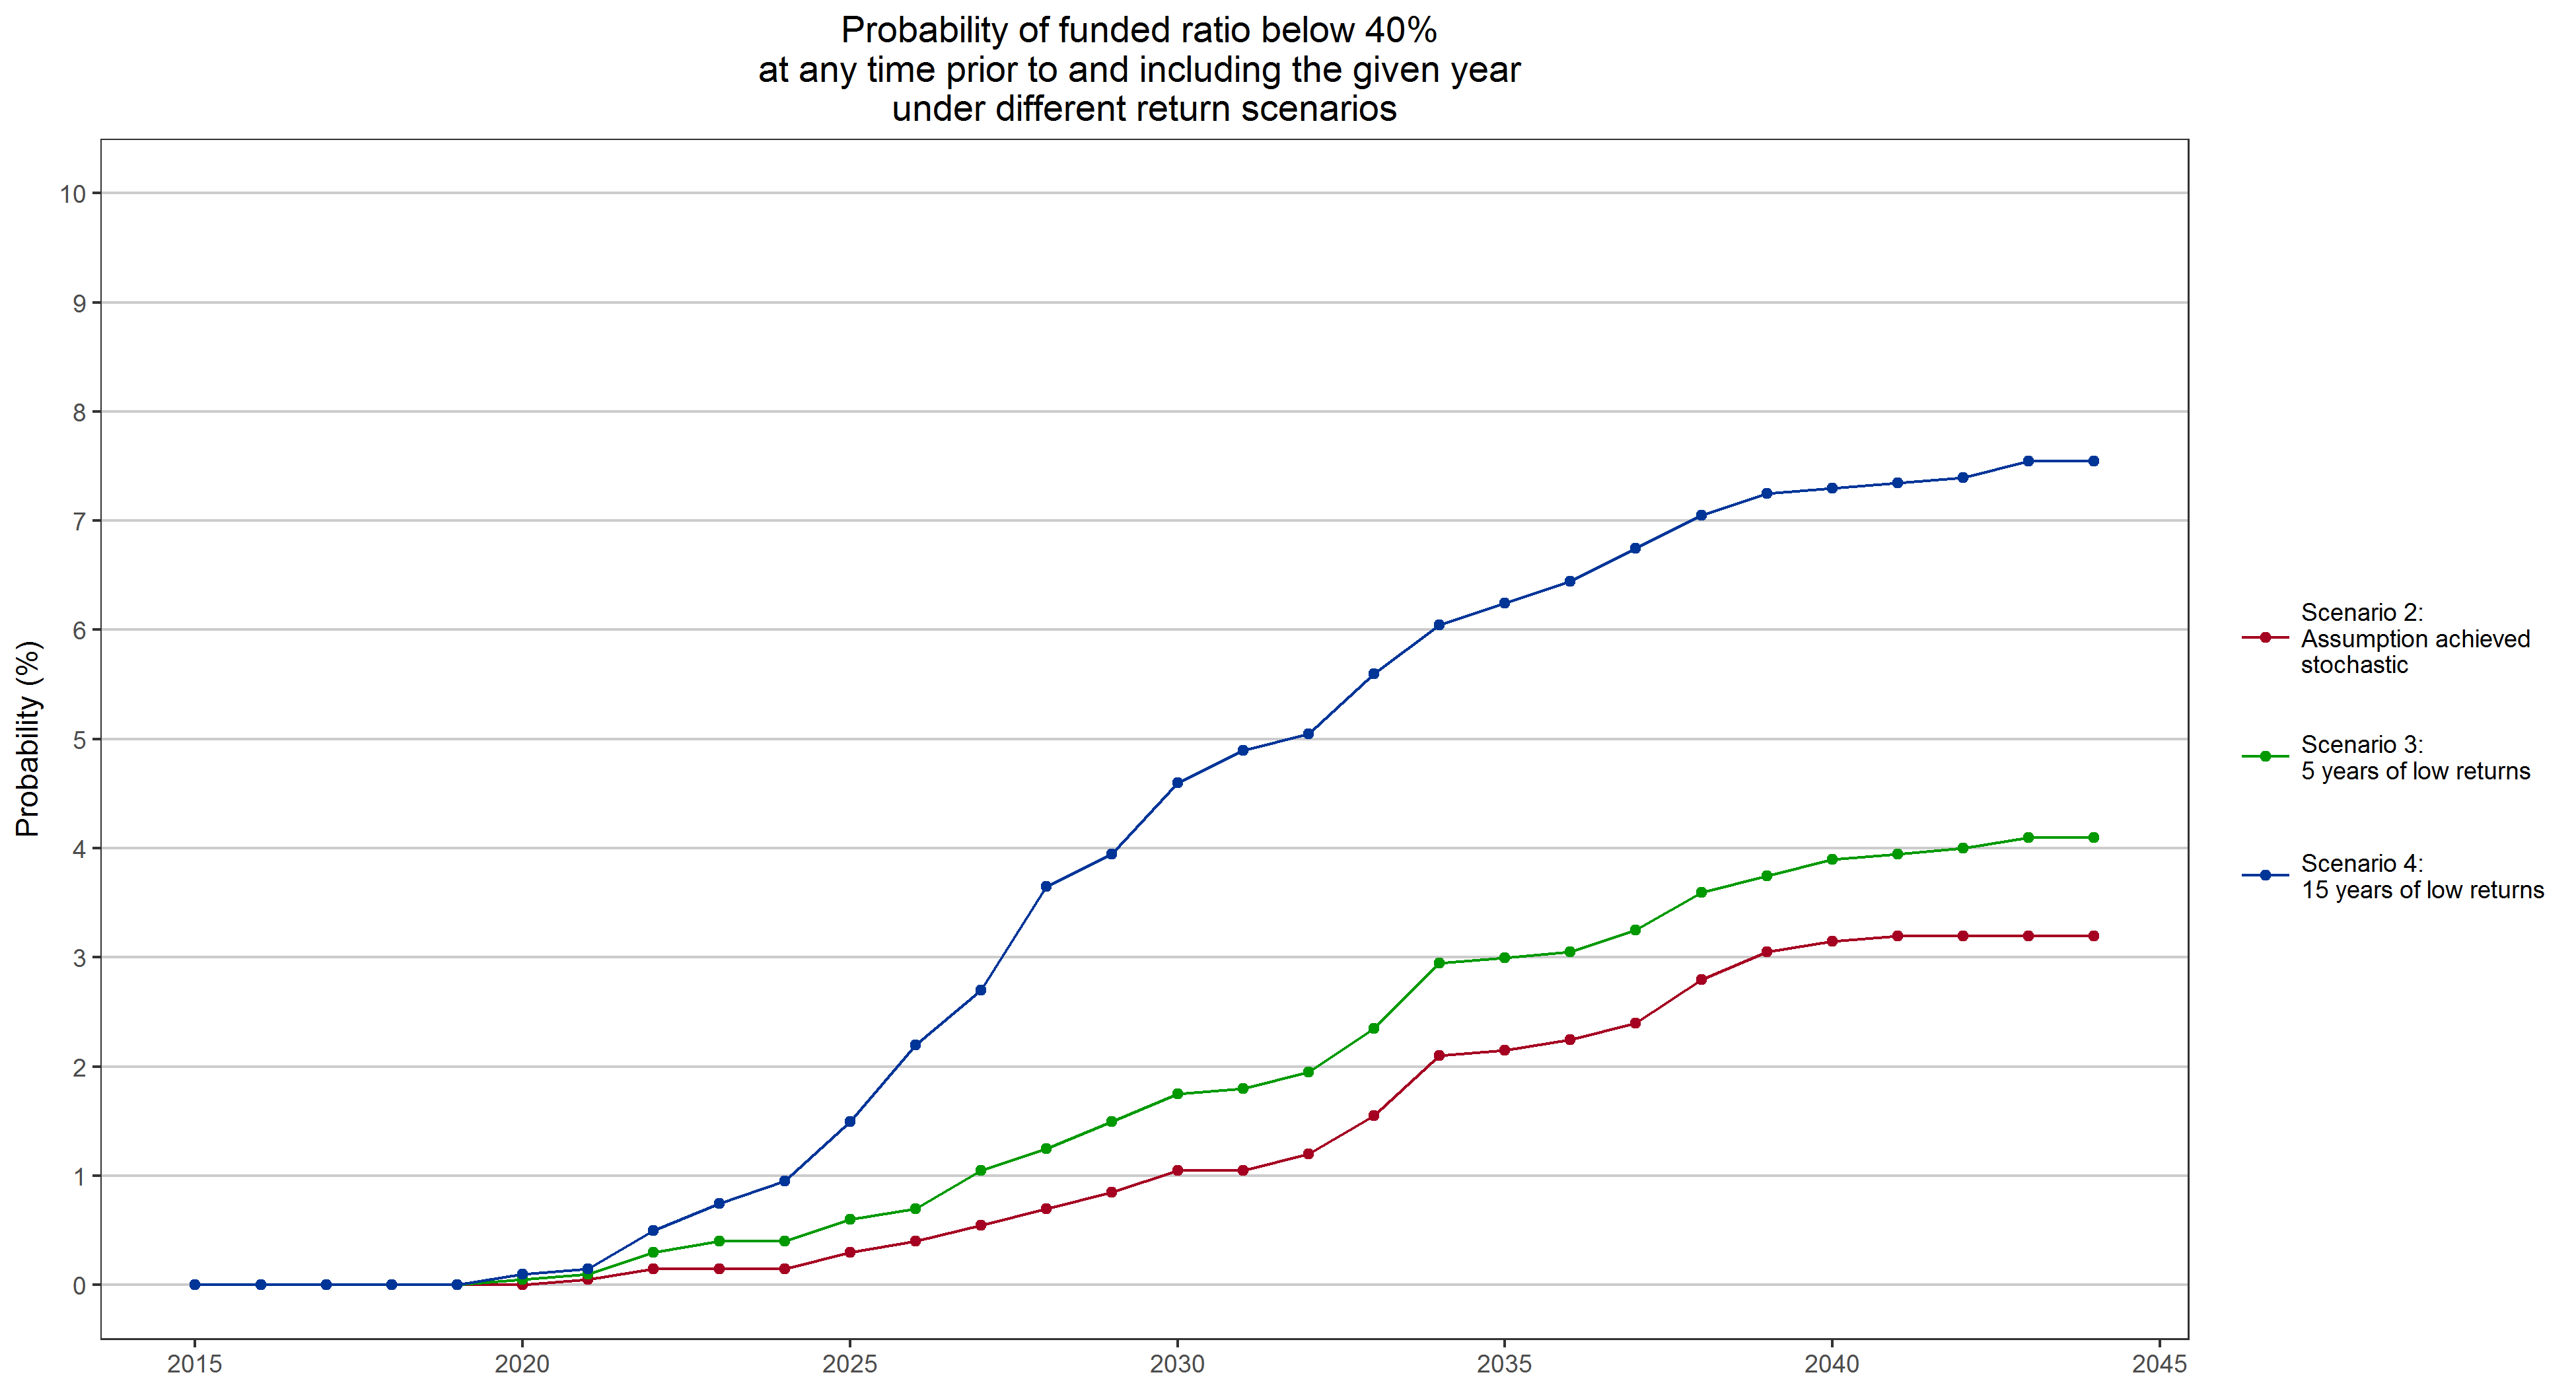 Probability of funded ratio below 40%
at any time prior to and including the given year
under different return scenarios
Probability (%)
10
9
8
7
6
5
4
3
2
1
0
2015
2020
2025
2030
2035
2040
2045
Scenario 2:
Assumption achieved
stochastic
Scenario 3:
5 years of low returns
Scenario 4:
15 years of low returns